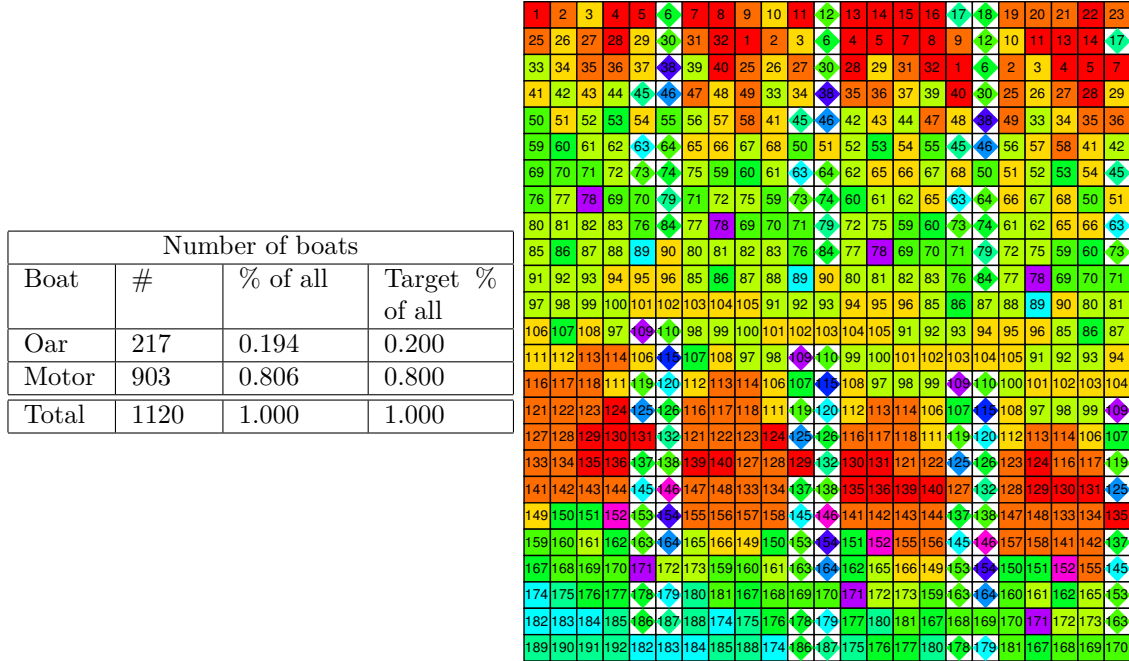 Number of boats
Boat # % of all Target % of all
Oar 217 0.194 0.200
Motor 903 0.806 0.800
Total 1120 1.000 1.000
1 2 3 4 5 6 7 8 9 10 11 12 13 14 15 16 17 18 19 20 21 22 23
25 26 27 28 29 30 31 32 1 2 3 6 4 5 7 8 9 12 10 11 13 14 17
33 34 35 36 37 38 39 40 25 26 27 30 28 29 31 32 1 6 2 3 4 5 7
41 42 43 44 45 46 47 48 49 33 34 38 35 36 37 39 40 30 25 26 27 28 29
50 51 52 53 54 55 56 57 58 41 45 46 42 43 44 47 48 38 49 33 34 35 36
59 60 61 62 63 64 65 66 67 68 50 51 52 53 54 55 45 46 56 57 58 41 42
69 70 71 72 73 74 75 59 60 61 63 64 62 65 66 67 68 50 51 52 53 54 45
76 77 78 69 70 79 71 72 75 59 73 74 60 61 62 65 63 64 66 67 68 50 51
80 81 82 83 76 84 77 78 69 70 71 79 72 75 59 60 73 74 61 62 65 66 63
85 86 87 88 89 90 80 81 82 83 76 84 77 78 69 70 71 79 72 75 59 60 73
91 92 93 94 95 96 85 86 87 88 89 90 80 81 82 83 76 84 77 78 69 70 71
97 98 99 100 101 102 103 104 105 91 92 93 94 95 96 85 86 87 88 89 90 80 81
106 107 108 97 109 110 98 99 100 101 102 103 104 105 91 92 93 94 95 96 85 86 87
111 112 113 114 106 115 107 108 97 98 109 110 99 100 101 102 103 104 105 91 92 93 94
116 117 118 111 119 120 112 113 114 106 107 115 108 97 98 99 109 110 100 101 102 103 104
121 122 123 124 125 126 116 117 118 111 119 120 112 113 114 106 107 115 108 97 98 99 109
127 128 129 130 131 132 121 122 123 124 125 126 116 117 118 111 119 120 112 113 114 106 107
133 134 135 136 137 138 139 140 127 128 129 132 130 131 121 122 125 126 123 124 116 117 119
141 142 143 144 145 146 147 148 133 134 137 138 135 136 139 140 127 132 128 129 130 131 125
149 150 151 152 153 154 155 156 157 158 145 146 141 142 143 144 137 138 147 148 133 134 135
159 160 161 162 163 164 165 166 149 150 153 154 151 152 155 156 145 146 157 158 141 142 137
167 168 169 170 171 172 173 159 160 161 163 164 162 165 166 149 153 154 150 151 152 155 145
174 175 176 177 178 179 180 181 167 168 169 170 171 172 173 159 163 164 160 161 162 165 153
182 183 184 185 186 187 188 174 175 176 178 179 177 180 181 167 168 169 170 171 172 173 163
189 190 191 192 182 183 184 185 188 174 186 187 175 176 177 180 178 179 181 167 168 169 170